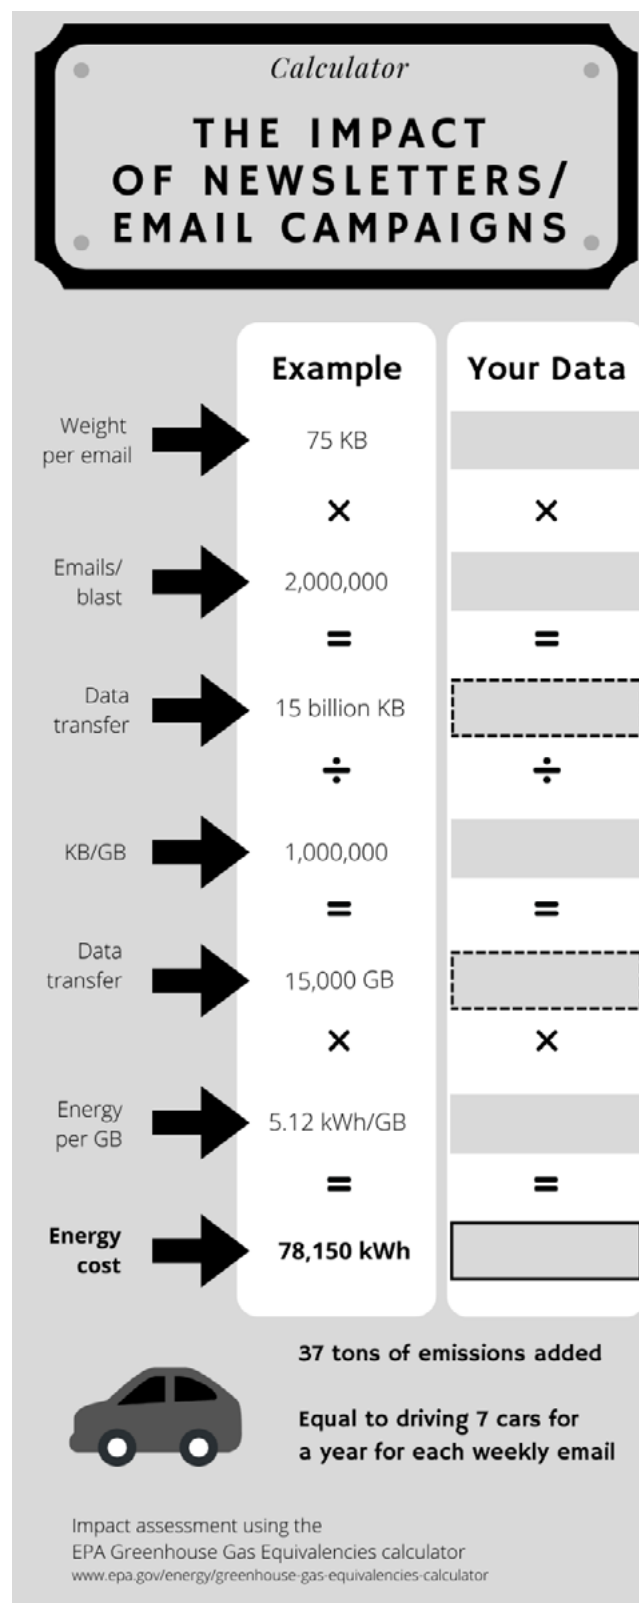 Calculator
THE IMPACT
OF NEWSLETTERS/
EMAIL CAMPAIGNS
Example
Your Data
Weight
per email
75 KB
×
×
Emails/
blast
2,000,000
=
=
Data
transfer
15 billion KB
÷
÷
KB/GB
1,000,000
=
=
Data
transfer
15,000 GB
×
×
Energy
per GB
5.12 kWh/GB
=
=
Energy
cost
78,150 kWh
37 tons of emissions added
Equal to driving 7 cars for
a year for each weekly email
Impact assessment using the
EPA Greenhouse Gas Equivalencies calculator
www.epa.gov/energy/greenhouse-gas-equivalencies-calculator